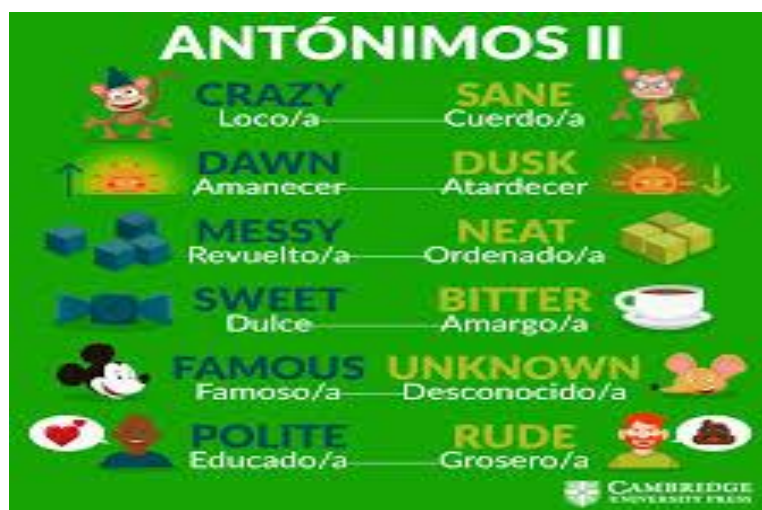 ANTÓNIMOS II
CRAZY SANE
Loco/a Cuerdo/a
DAWN DUSK
Amanecer Atardecer
MESSY NEAT
Revuelto/a Ordenado/a
SWEET BITTER
Dulce Amargo/a
FAMOUS UNKNOWN
Famoso/a Desconocido/a
POLITE RUDE
Educado/a Grosero/a
CAMBRIDGE
UNIVERSITY PRESS